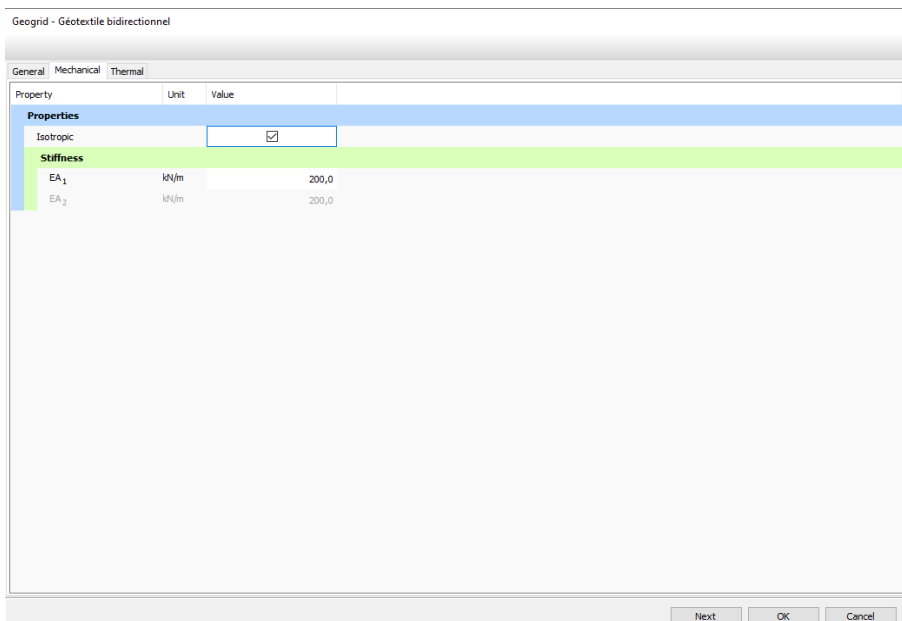 Geogrid - Géotextile bidirectionnel
General Mechanical Thermal
Property Unit Value
Properties
Isotropic
Stiffness
EA₁ kN/m 200,0
EA₂ kN/m 200,0
Next OK Cancel